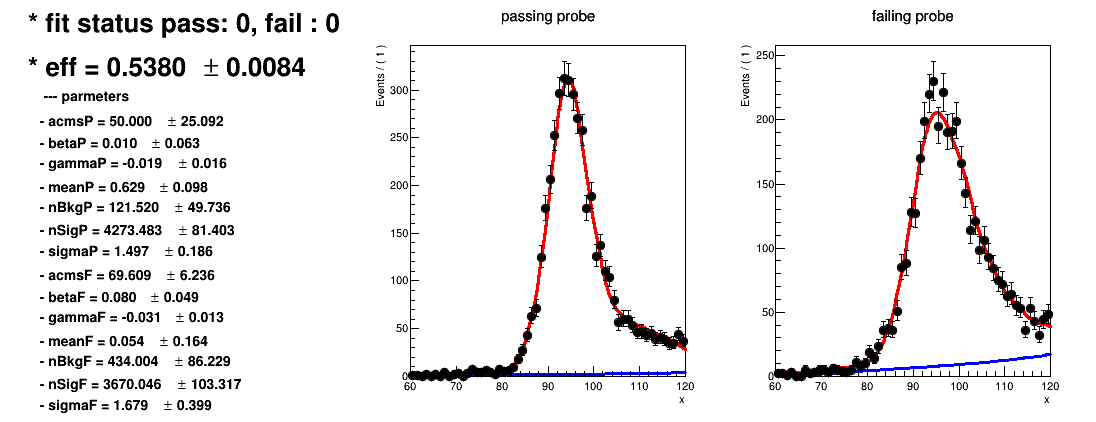 * fit status pass: 0, fail : 0
* eff = 0.5380 ± 0.0084
--- parmeters
- acmsP = 50.000 ± 25.092
- betaP = 0.010 ± 0.063
- gammaP = -0.019 ± 0.016
- meanP = 0.629 ± 0.098
- nBkgP = 121.520 ± 49.736
- nSigP = 4273.483 ± 81.403
- sigmaP = 1.497 ± 0.186
- acmsF = 69.609 ± 6.236
- betaF = 0.080 ± 0.049
- gammaF = -0.031 ± 0.013
- meanF = 0.054 ± 0.164
- nBkgF = 434.004 ± 86.229
- nSigF = 3670.046 ± 103.317
- sigmaF = 1.679 ± 0.399
passing probe
Events / ( 1 )
300
250
200
150
100
50
0
60 70 80 90 100 110 120
x
failing probe
Events / ( 1 )
250
200
150
100
50
0
60 70 80 90 100 110 120
x